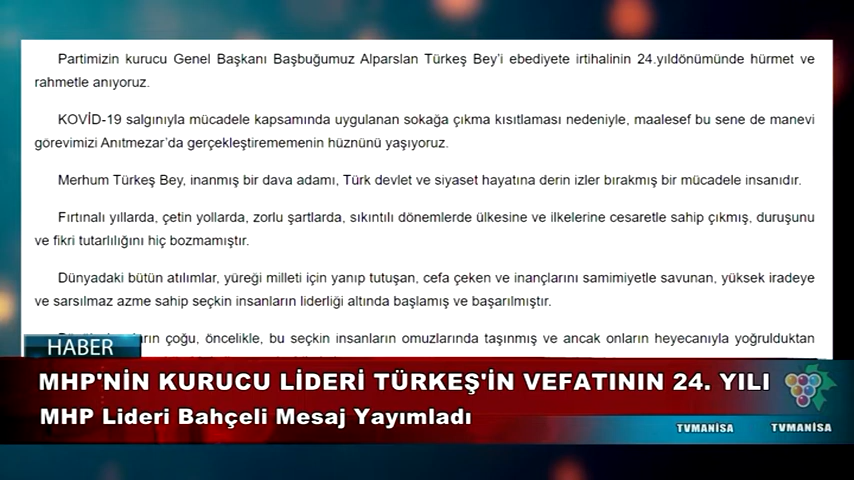 Partimizin kurucu Genel Başkanı Başbuğumuz Alparslan Türkeş Bey'i ebediyete irtihalinin 24.yıldönümünde hürmet ve
rahmetle anıyoruz.
KOVİD-19 salgınıyla mücadele kapsamında uygulanan sokağa çıkma kısıtlaması nedeniyle, maalesef bu sene de manevi
görevimizi Anıtmezar'da gerçekleştirememenin hüznünü yaşıyoruz.
Merhum Türkeş Bey, inanmış bir dava adamı, Türk devlet ve siyaset hayatına derin izler bırakmış bir mücadele insanıdır.
Fırtınalı yıllarda, çetin yollarda, zorlu şartlarda, sıkıntılı dönemlerde ülkesine ve ilkelerine cesaretle sahip çıkmış, duruşunu
ve fikri tutarlılığını hiç bozmamıştır.
Dünyadaki bütün atılımlar, yüreği milleti için yanıp tutuşan, cefa çeken ve inançlarını samimiyetle savunan, yüksek iradeye
ve sarsılmaz azme sahip seçkin insanların liderliği altında başlamış ve başarılmıştır.
çoğu, öncelikle, bu seçkin insanların omuzlarında taşınmış ve ancak onların heyecanıyla yoğrulduktan
HABER
MHP'NİN KURUCU LİDERİ TÜRKEŞ'İN VEFATININ 24. YILI
MHP Lideri Bahçeli Mesaj Yayımladı
TVMANİSA
TVMANİSA